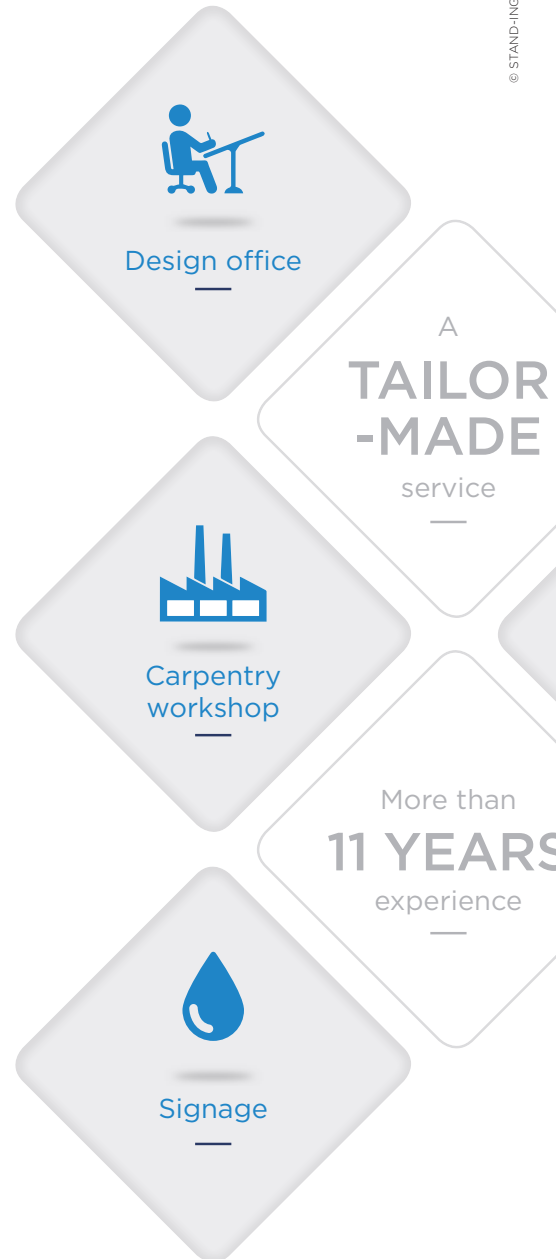 © STAND-ING
Design office
A
TAILOR
-MADE
service
Carpentry
workshop
More than
11 YEARS
experience
Signage